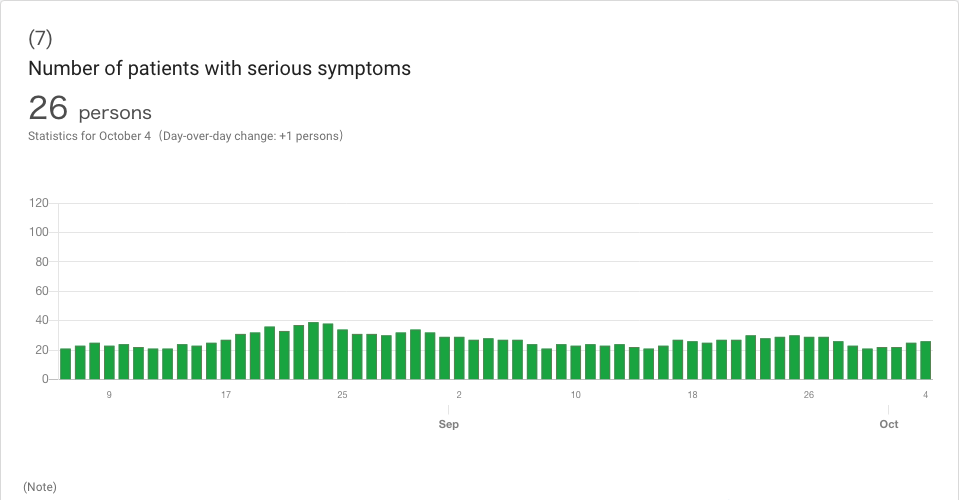 (7)
Number of patients with serious symptoms
26 persons
Statistics for October 4（Day-over-day change: +1 persons）
120
100
80
60
40
20
0
9 17 25 2 10 18 26 4
Sep Oct
(Note)